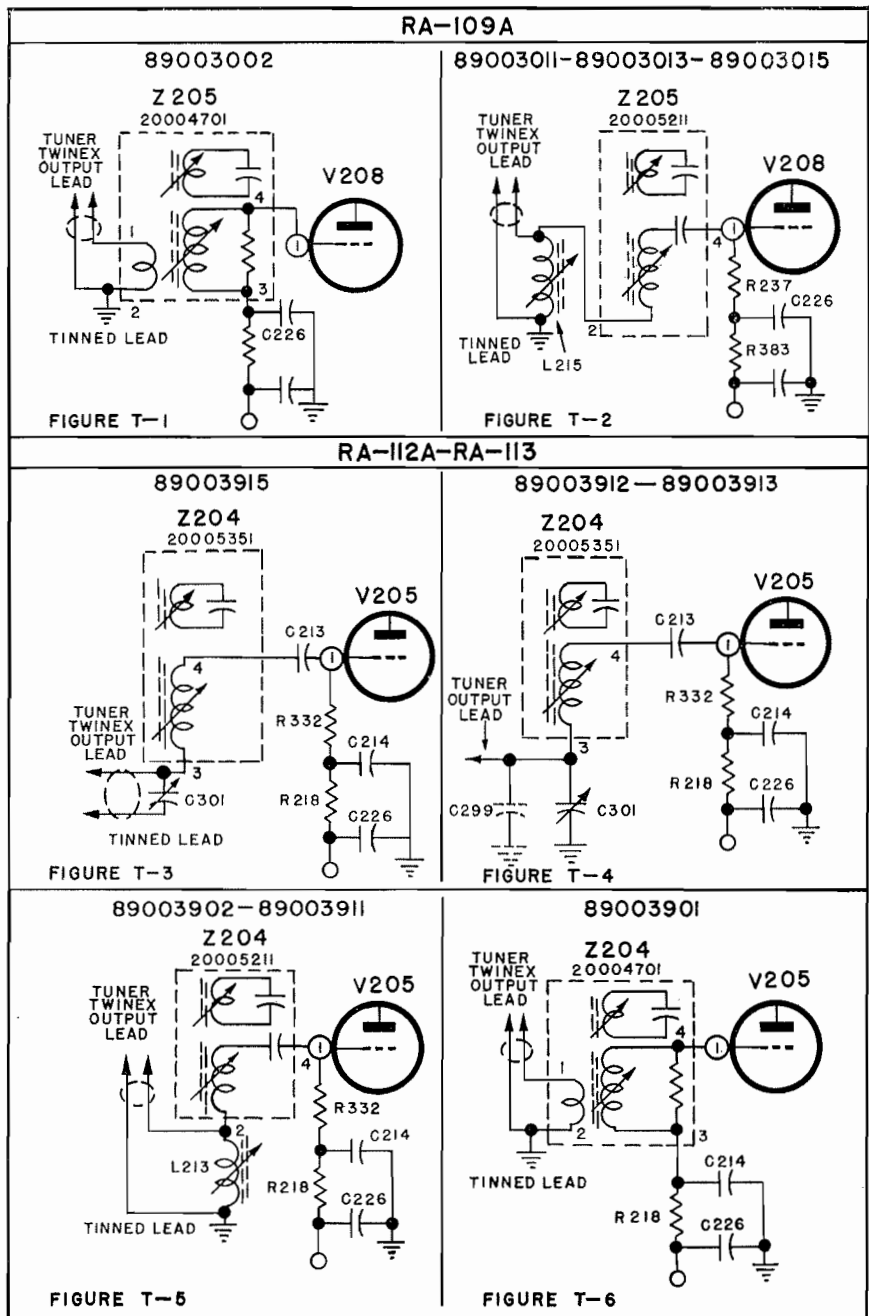 RA-109A
89003002
Z205
20004701
TUNER
TWINEX
OUTPUT
LEAD
V208
1
4
1
2
3
TINNED LEAD
C226
FIGURE T-1
89003011-89003013-89003015
Z205
20005211
TUNER
TWINEX
OUTPUT
LEAD
V208
4
1
R237
C226
2
R383
TINNED
LEAD
L215
FIGURE T-2
RA-112A-RA-113
89003915
Z204
20005351
V205
C213
4
1
R332
TUNER
TWINEX
OUTPUT
LEAD
C214
3
C301
R218
C226
TINNED LEAD
FIGURE T-3
89003912-89003913
Z204
20005351
V205
C213
4
1
R332
TUNER
OUTPUT
LEAD
C214
3
R218
C299
C301
C226
FIGURE T-4
89003902-89003911
Z204
20005211
TUNER
TWINEX
OUTPUT
LEAD
V205
4
1
R332
2
C214
L213
R218
C226
TINNED LEAD
FIGURE T-5
89003901
Z204
20004701
TUNER
TWINEX
OUTPUT
LEAD
V205
4
1
1
2
3
TINNED LEAD
C214
R218
C226
FIGURE T-6